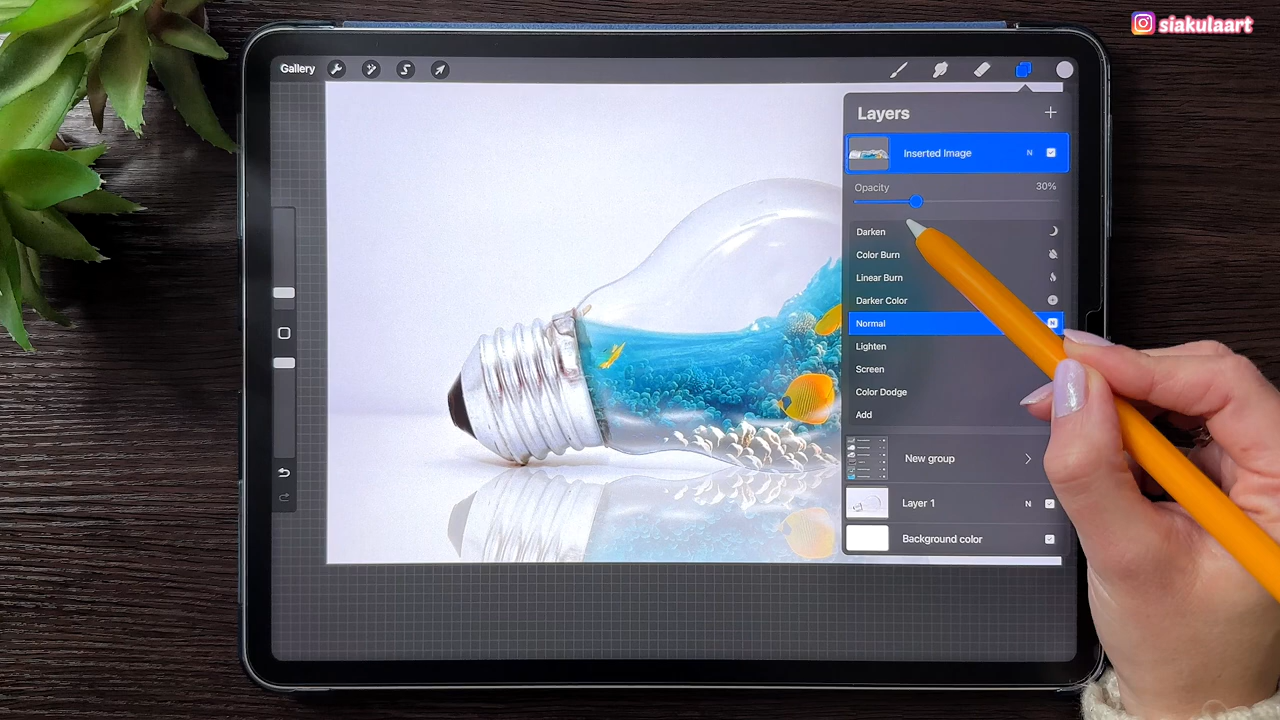 siakulaart
Gallery
Layers
Inserted Image N
Opacity 30%
Darken
Color Burn
Linear Burn
Darker Color
Normal N
Lighten
Screen
Color Dodge
Add
New group
Layer 1 N
Background color